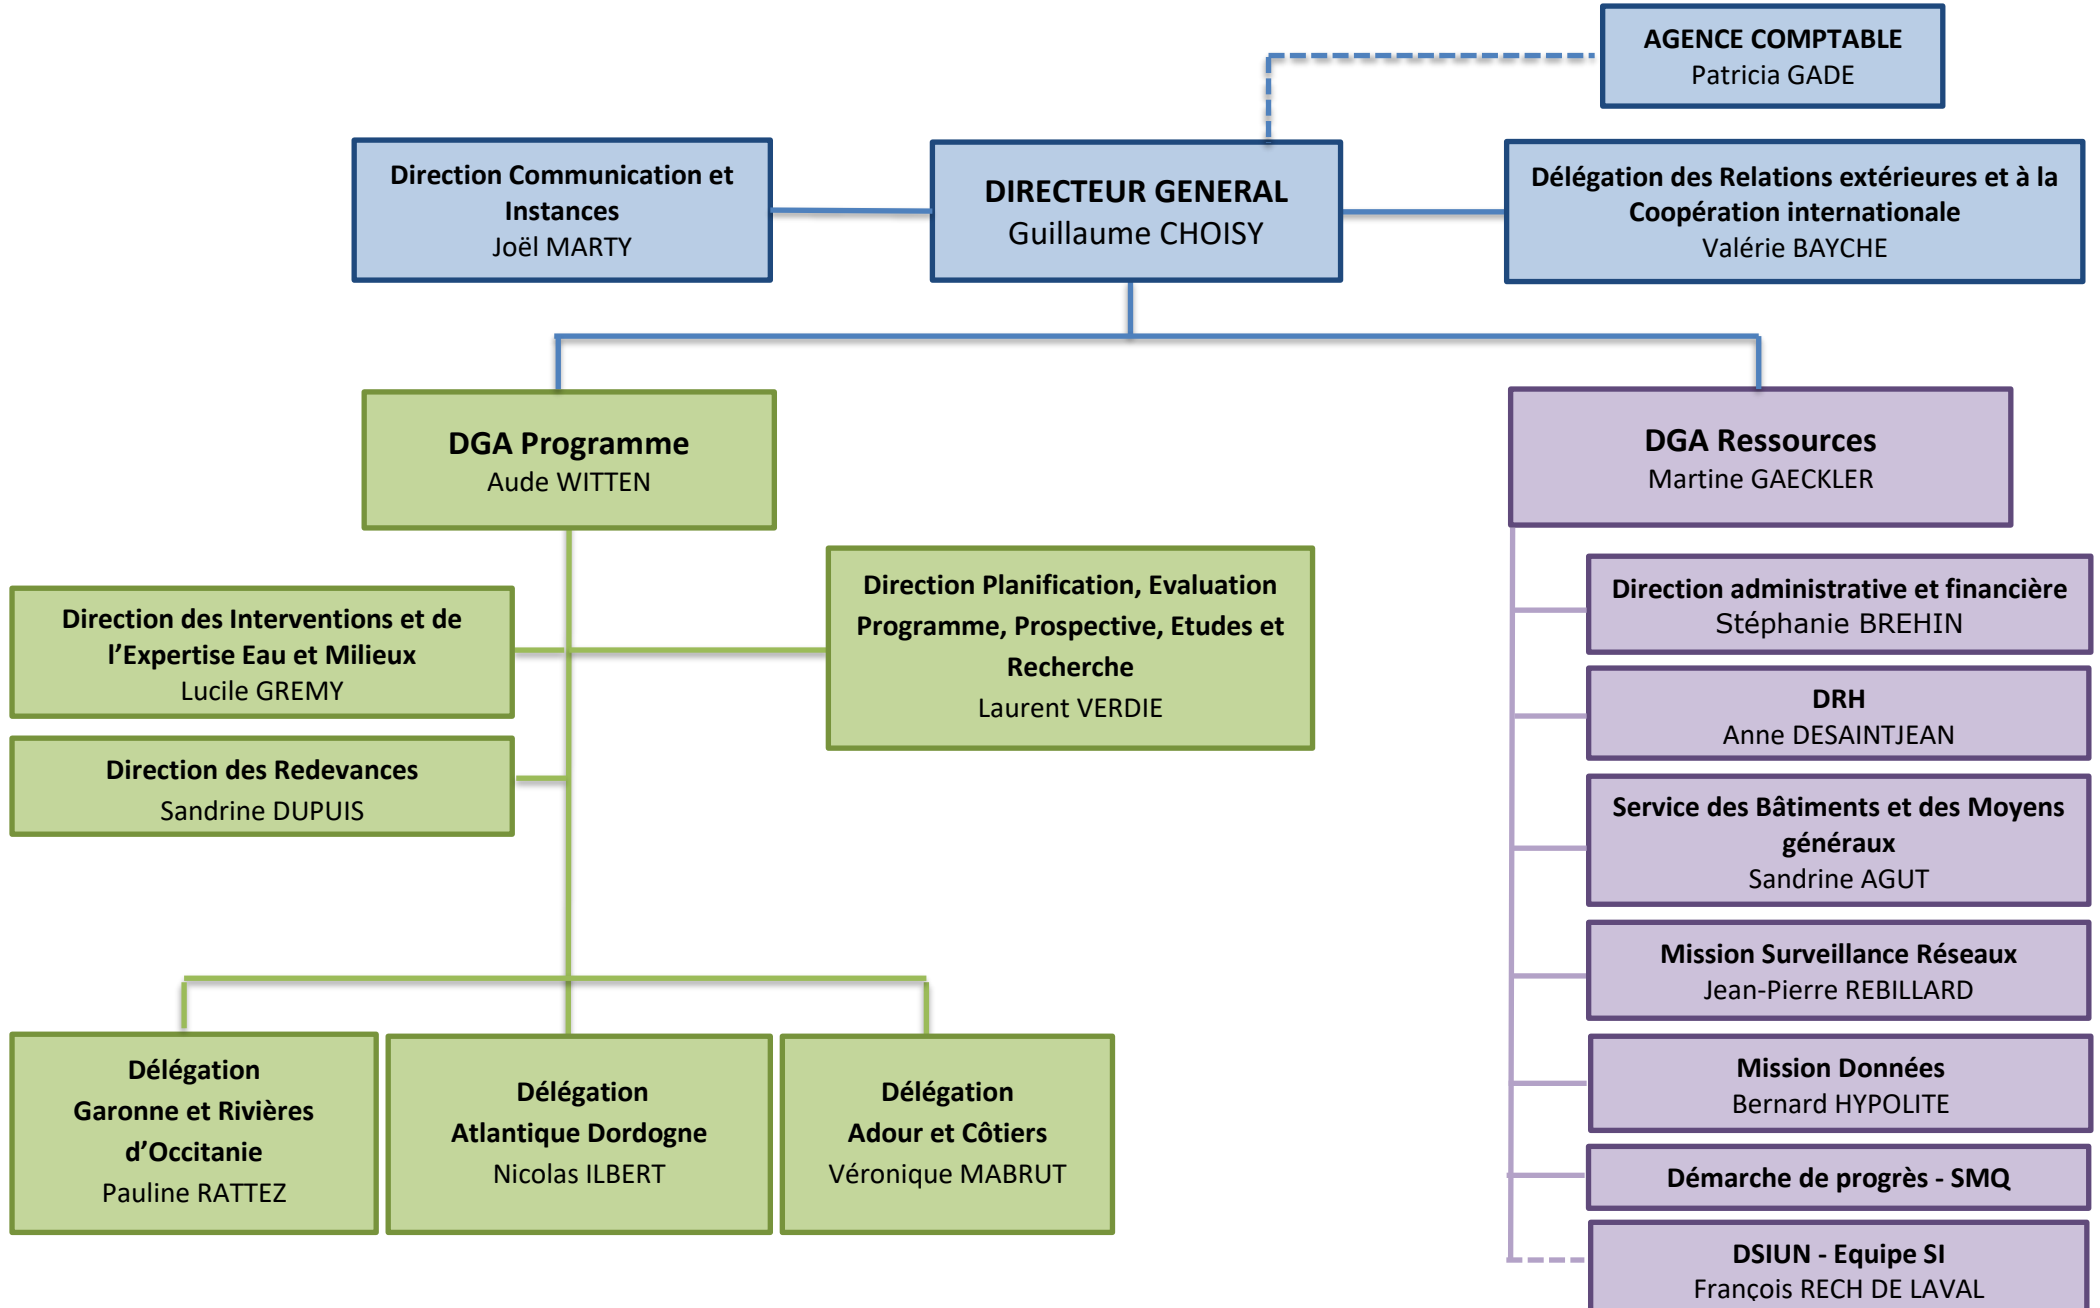 AGENCE COMPTABLE
Patricia GADE
Direction Communication et
Instances
Joël MARTY
DIRECTEUR GENERAL
Guillaume CHOISY
Délégation des Relations extérieures et à la
Coopération internationale
Valérie BAYCHE
DGA Programme
Aude WITTEN
DGA Ressources
Martine GAECKLER
Direction des Interventions et de
l’Expertise Eau et Milieux
Lucile GREMY
Direction Planification, Evaluation
Programme, Prospective, Etudes et
Recherche
Laurent VERDIE
Direction des Redevances
Sandrine DUPUIS
Délégation
Garonne et Rivières
d’Occitanie
Pauline RATTEZ
Délégation
Atlantique Dordogne
Nicolas ILBERT
Délégation
Adour et Côtiers
Véronique MABRUT
Direction administrative et financière
Stéphanie BREHIN
DRH
Anne DESAINTJEAN
Service des Bâtiments et des Moyens
généraux
Sandrine AGUT
Mission Surveillance Réseaux
Jean-Pierre REBILLARD
Mission Données
Bernard HYPOLITE
Démarche de progrès - SMQ
DSIUN - Equipe SI
François RECH DE LAVAL